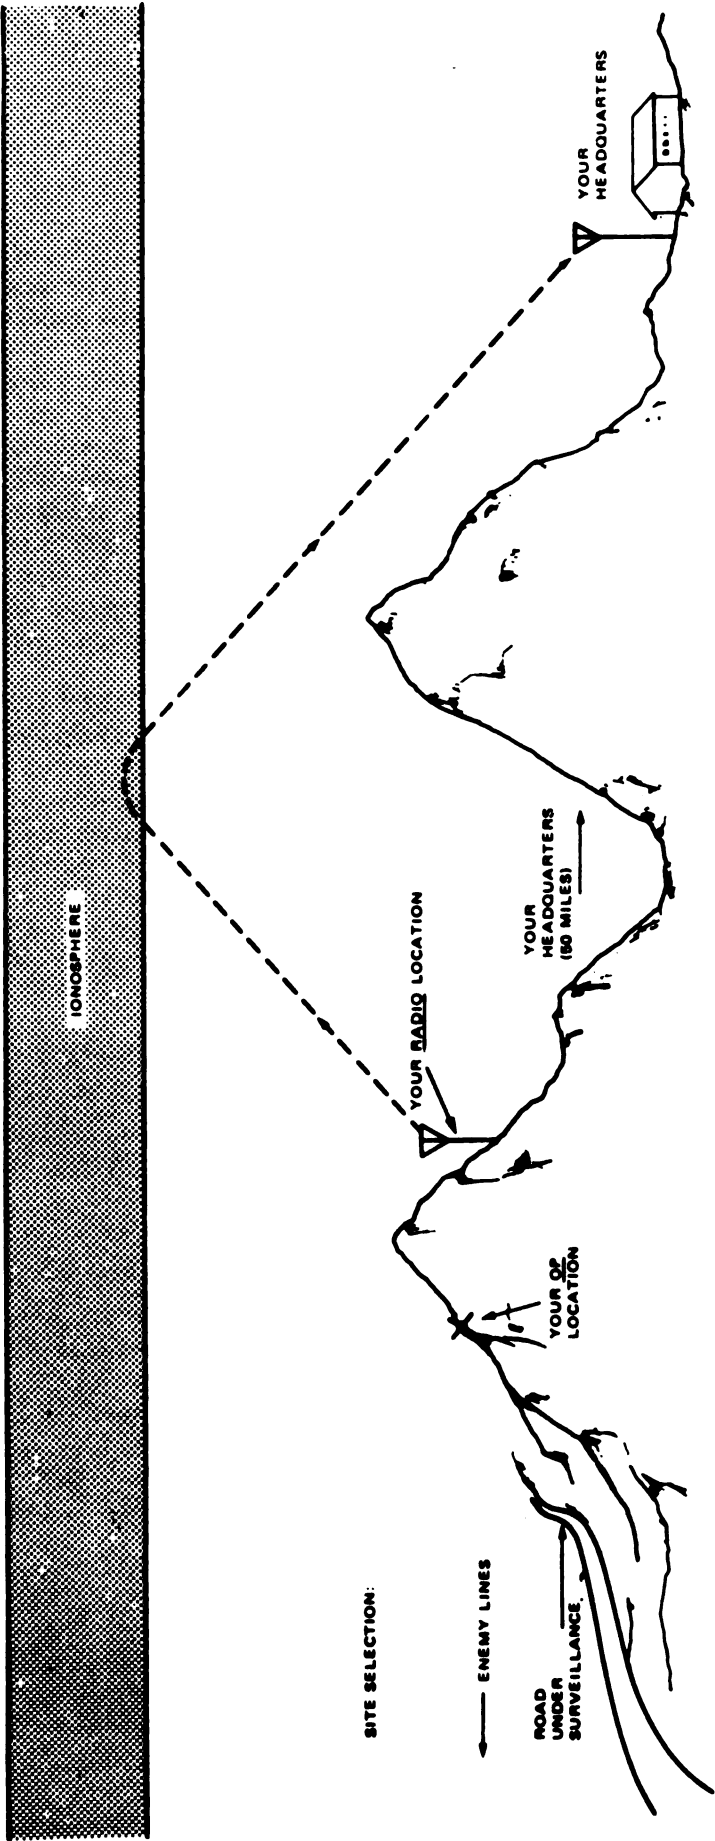 IONOSPHERE
SITE SELECTION:
ENEMY LINES
ROAD
UNDER
SURVEILLANCE
YOUR OP
LOCATION
YOUR RADIO LOCATION
YOUR
HEADQUARTERS
(50 MILES)
YOUR
HEADQUARTERS